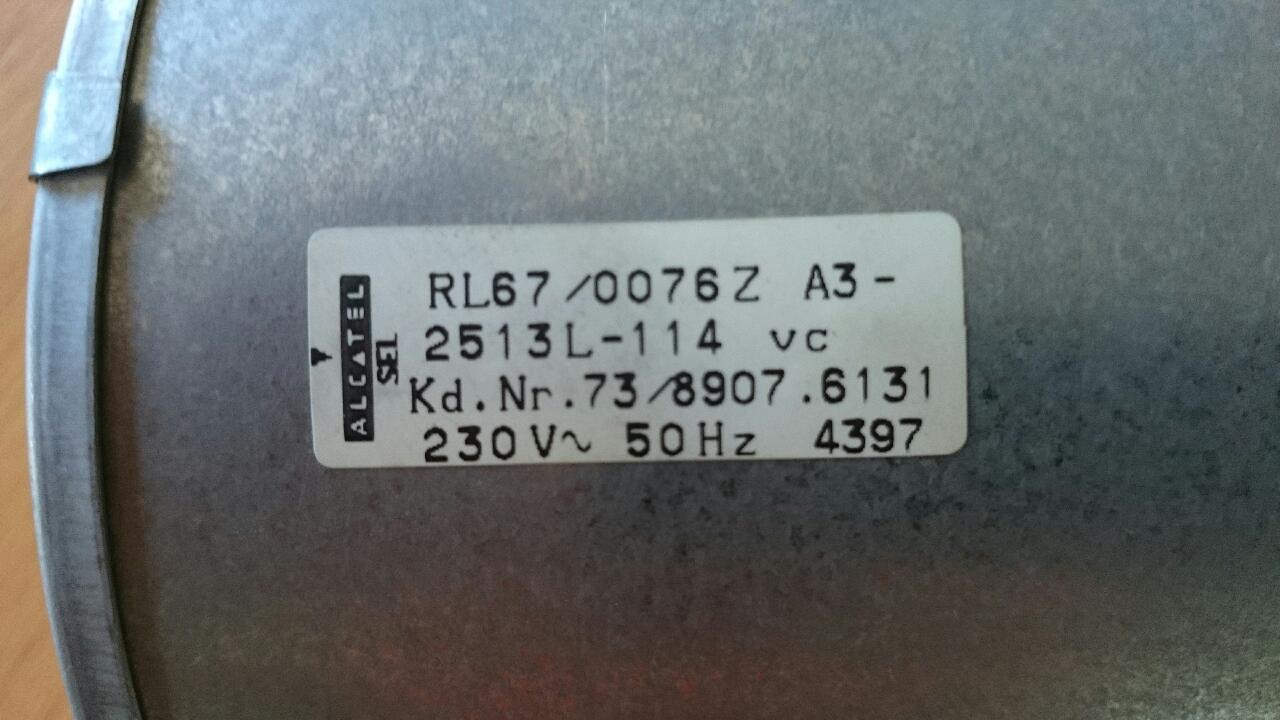 ALCATEL
SEL
RL67/0076Z A3-
2513L-114 vc
Kd.Nr.73/8907.6131
230V~ 50Hz 4397